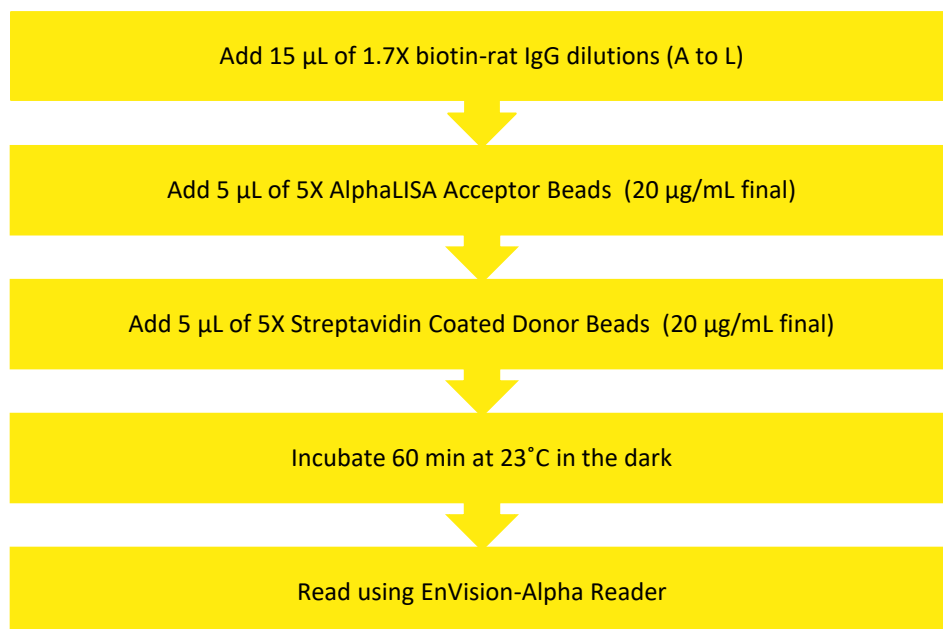 Add 15 µL of 1.7X biotin-rat IgG dilutions (A to L)
Add 5 µL of 5X AlphaLISA Acceptor Beads  (20 µg/mL final)
Add 5 µL of 5X Streptavidin Coated Donor Beads  (20 µg/mL final)
Incubate 60 min at 23˚C in the dark
Read using EnVision-Alpha Reader